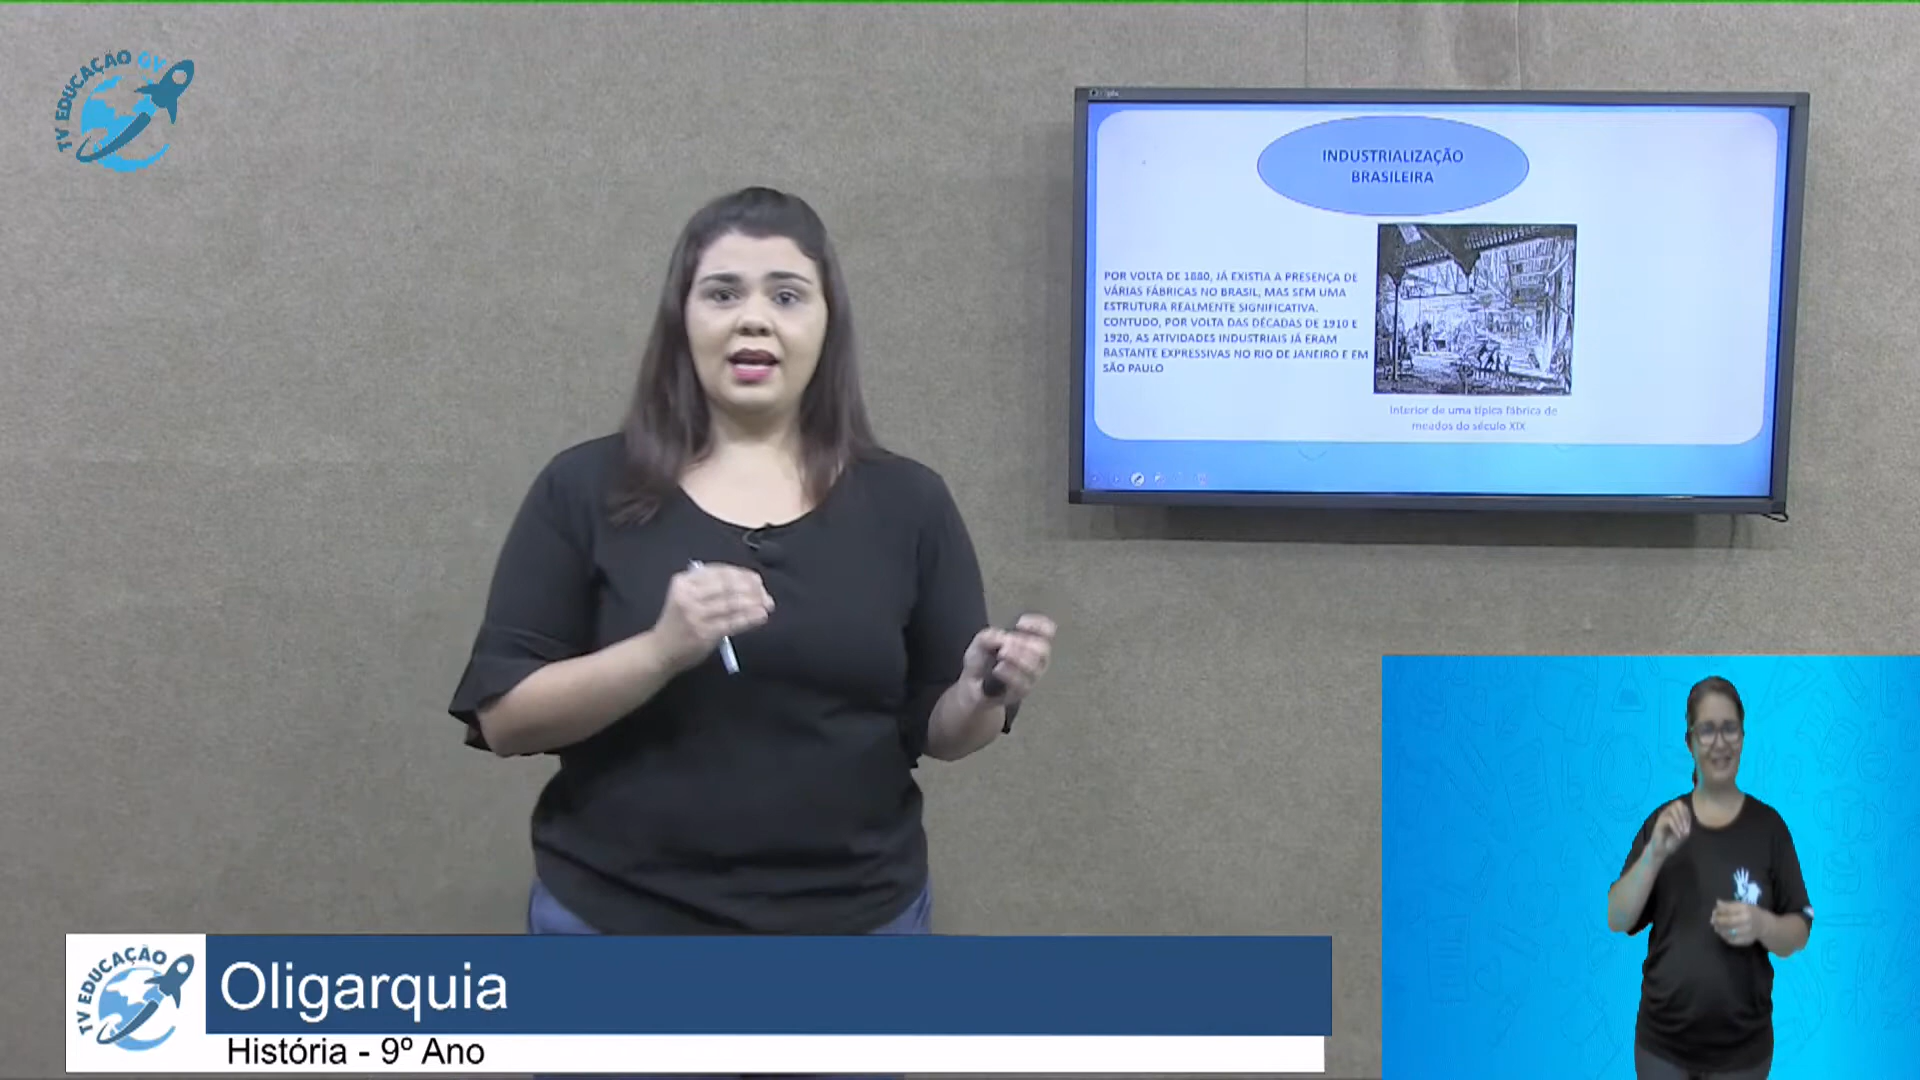 TV EDUCAÇÃO GV
INDUSTRIALIZAÇÃO
BRASILEIRA
POR VOLTA DE 1880, JÁ EXISTIA A PRESENÇA DE
VÁRIAS FÁBRICAS NO BRASIL, MAS SEM UMA
ESTRUTURA REALMENTE SIGNIFICATIVA.
CONTUDO, POR VOLTA DAS DÉCADAS DE 1910 E
1920, AS ATIVIDADES INDUSTRIAIS JÁ ERAM
BASTANTE EXPRESSIVAS NO RIO DE JANEIRO E EM
SÃO PAULO
Interior de uma típica fábrica de
meados do século XIX
TV EDUCAÇÃO
Oligarquia
História - 9º Ano